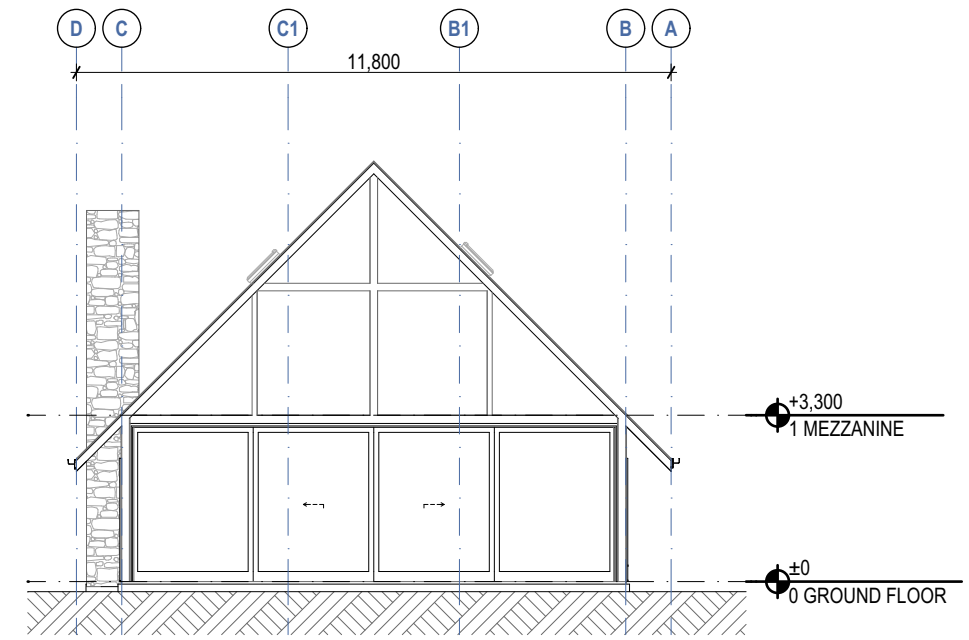 D C C1 B1 B A
11,800
+3,300
1 MEZZANINE
±0
0 GROUND FLOOR